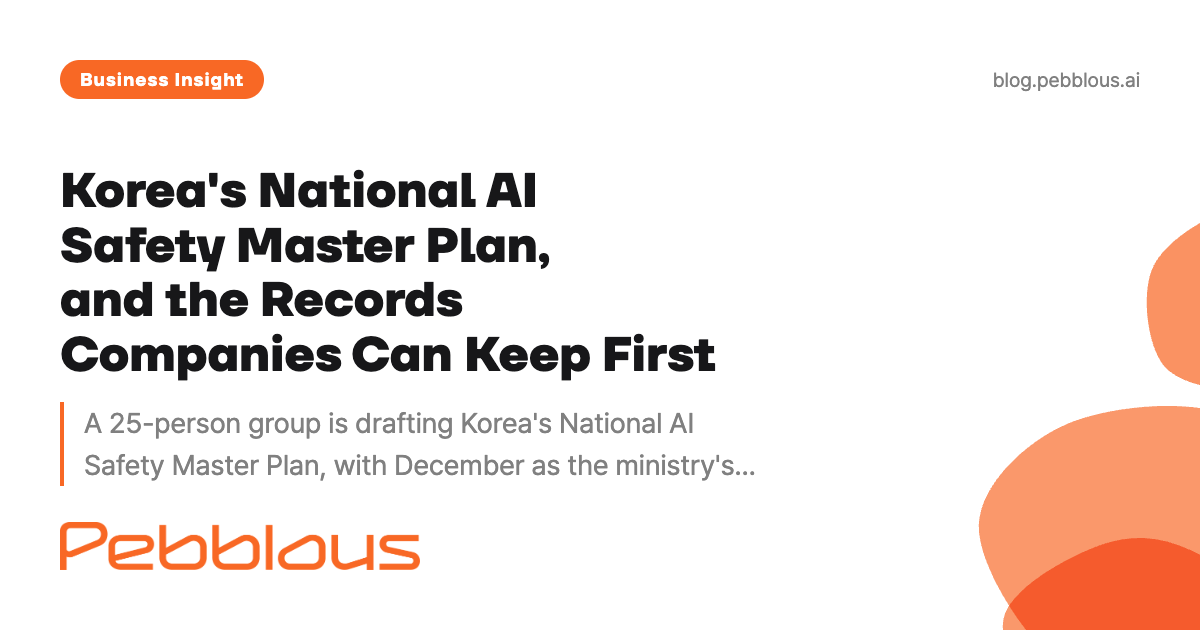 Business Insight
blog.pebblous.ai
Korea's National AI
Safety Master Plan,
and the Records
Companies Can Keep First
A 25-person group is drafting Korea's National AI
Safety Master Plan, with December as the ministry's...
Pebblous